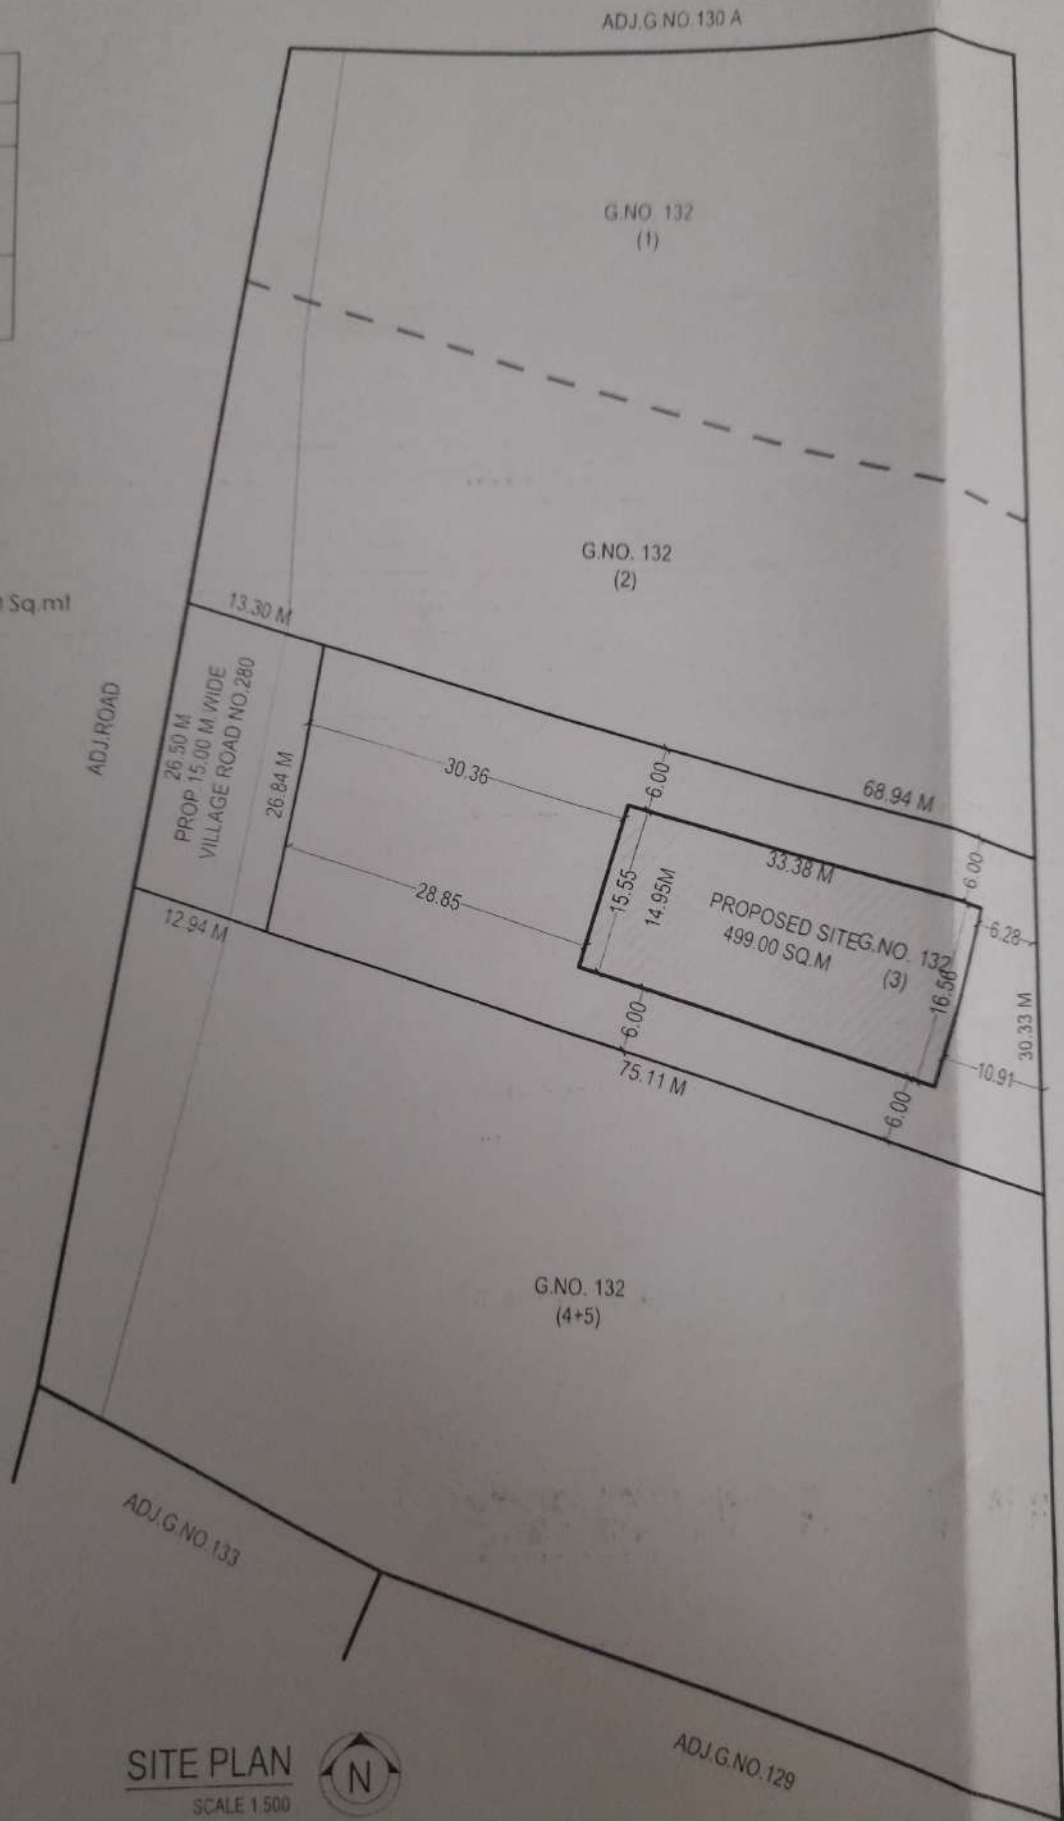 ADJ.G.NO.130 A
G.NO. 132
(1)
G.NO. 132
(2)
Sq.mt
13.30 M
ADJ.ROAD
26.50 M
PROP 15.00 M WIDE
VILLAGE ROAD NO.280
26.84 M
12.94 M
30.36
28.85
6.00
68.94 M
6.00
33.38 M
15.55
14.95M
PROPOSED SITE
499.00 SQ.M
G.NO. 132
(3)
16.56
6.28
30.33 M
10.91
6.00
75.11 M
6.00
G.NO. 132
(4+5)
ADJ.G.NO.133
ADJ.G.NO.129
SITE PLAN
SCALE 1:500
N